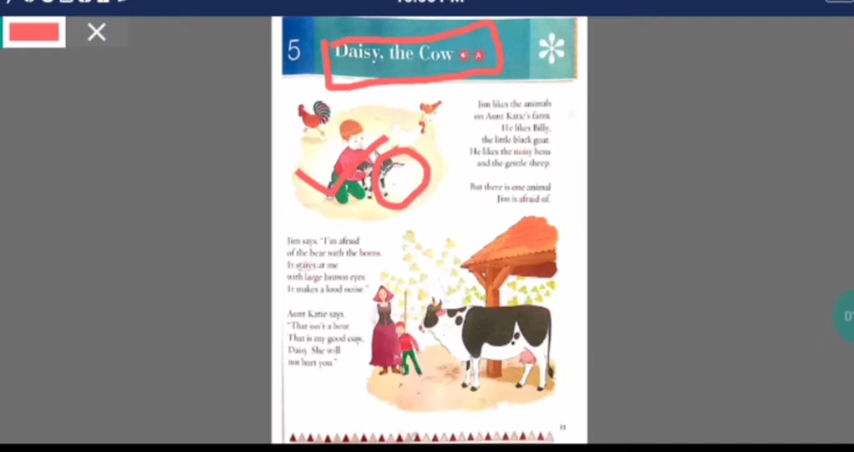 5
Daisy, the Cow
Jim likes the animals
on Aunt Katie's farm.
He likes Billy,
the little black goat.
He likes the noisy hens
and the gentle sheep.
But there is one animal
Jim is afraid of.
Jim says, "I'm afraid
of the bear with the horns.
It stares at me
with large brown eyes.
It makes a loud noise."
Aunt Katie says,
"That isn't a bear.
That is my good cow,
Daisy. She will
not hurt you."